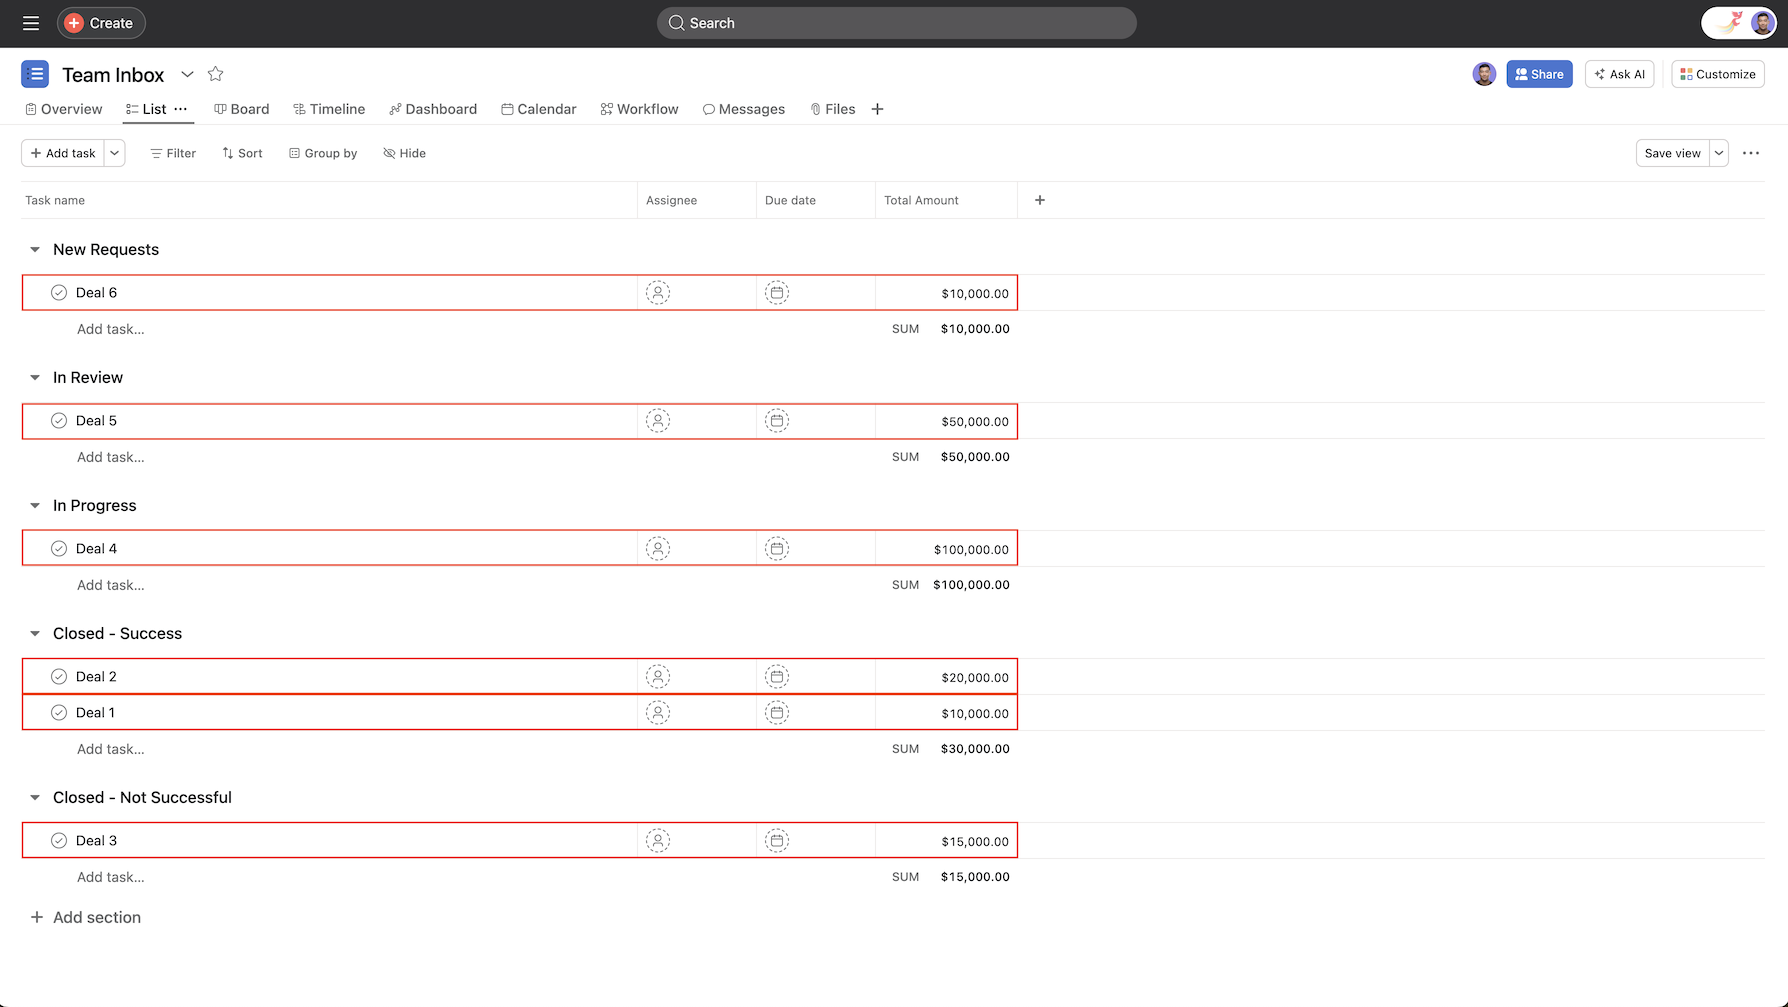 Create
Search
Team Inbox
Share
Ask AI
Customize
Overview
List
Board
Timeline
Dashboard
Calendar
Workflow
Messages
Files
Add task
Filter
Sort
Group by
Hide
Save view
Task name Assignee Due date Total Amount
New Requests
Deal 6 $10,000.00
Add task... SUM $10,000.00
In Review
Deal 5 $50,000.00
Add task... SUM $50,000.00
In Progress
Deal 4 $100,000.00
Add task... SUM $100,000.00
Closed - Success
Deal 2 $20,000.00
Deal 1 $10,000.00
Add task... SUM $30,000.00
Closed - Not Successful
Deal 3 $15,000.00
Add task... SUM $15,000.00
Add section